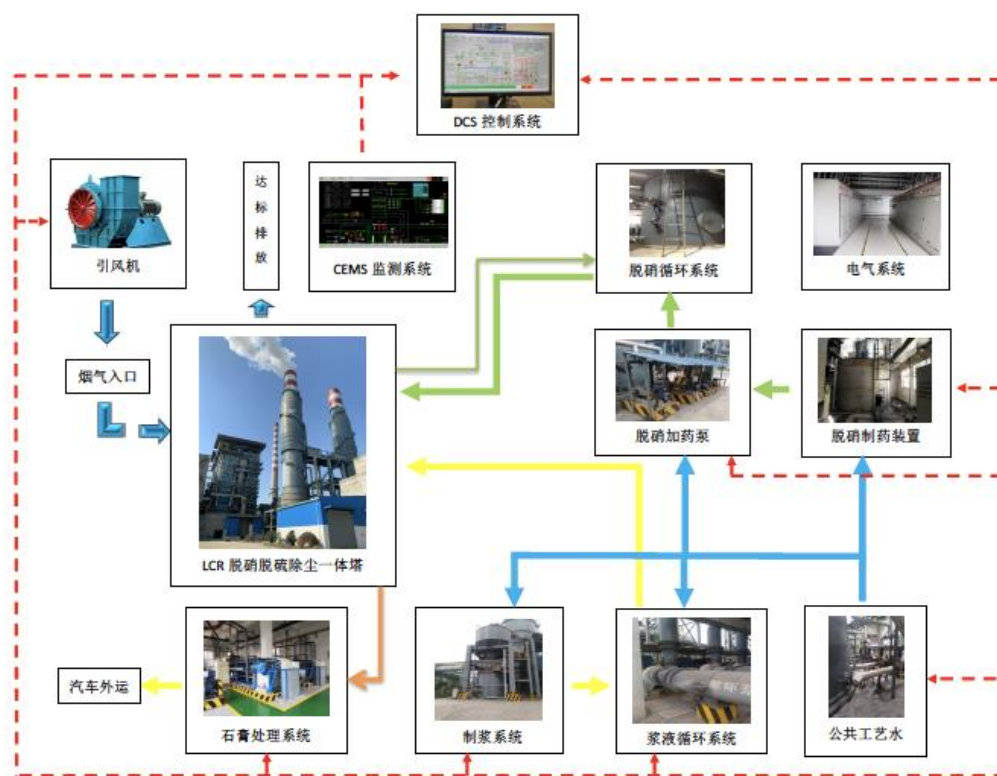 DCS 控制系统
引风机
达标排放
CEMS 监测系统
脱硝循环系统
电气系统
烟气入口
脱硝加药泵
脱硝制药装置
LCR 脱硝脱硫除尘一体塔
汽车外运
石膏处理系统
制浆系统
浆液循环系统
公共工艺水